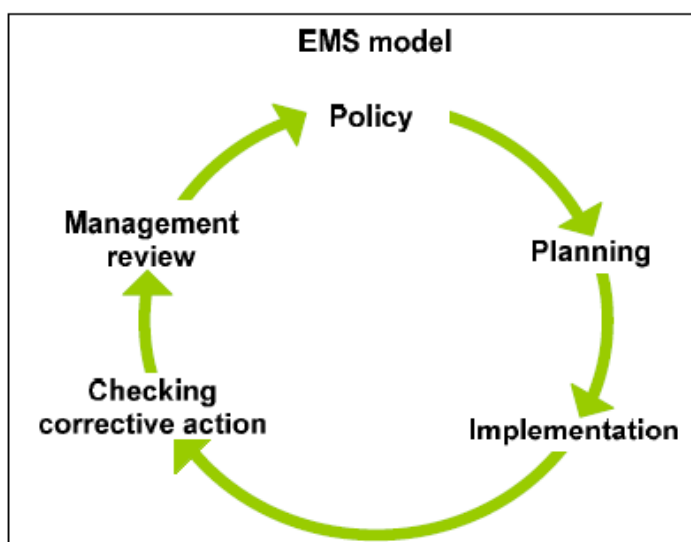 EMS model
Policy
Planning
Implementation
Checking
corrective action
Management
review